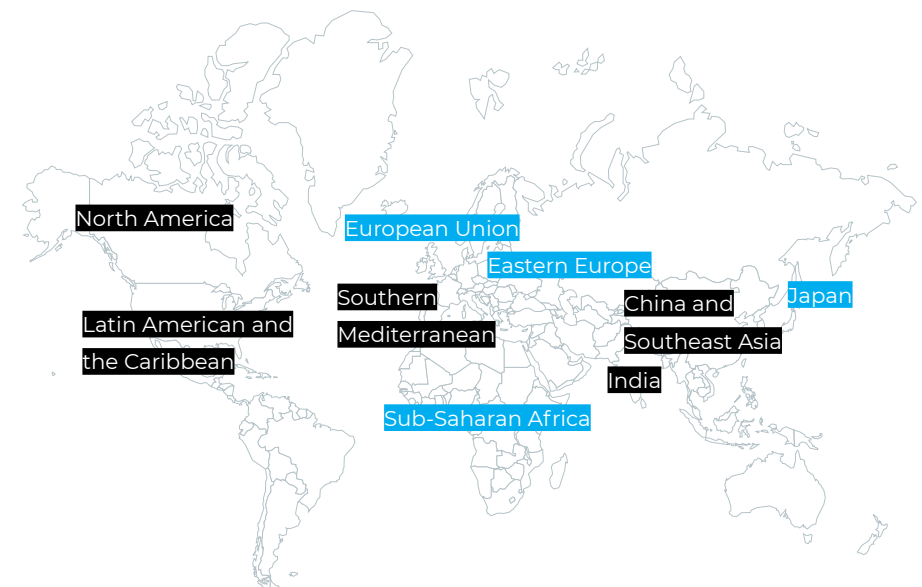 North America
European Union
Eastern Europe
Southern
Mediterranean
China and
Southeast Asia
Japan
Latin American and
the Caribbean
India
Sub-Saharan Africa